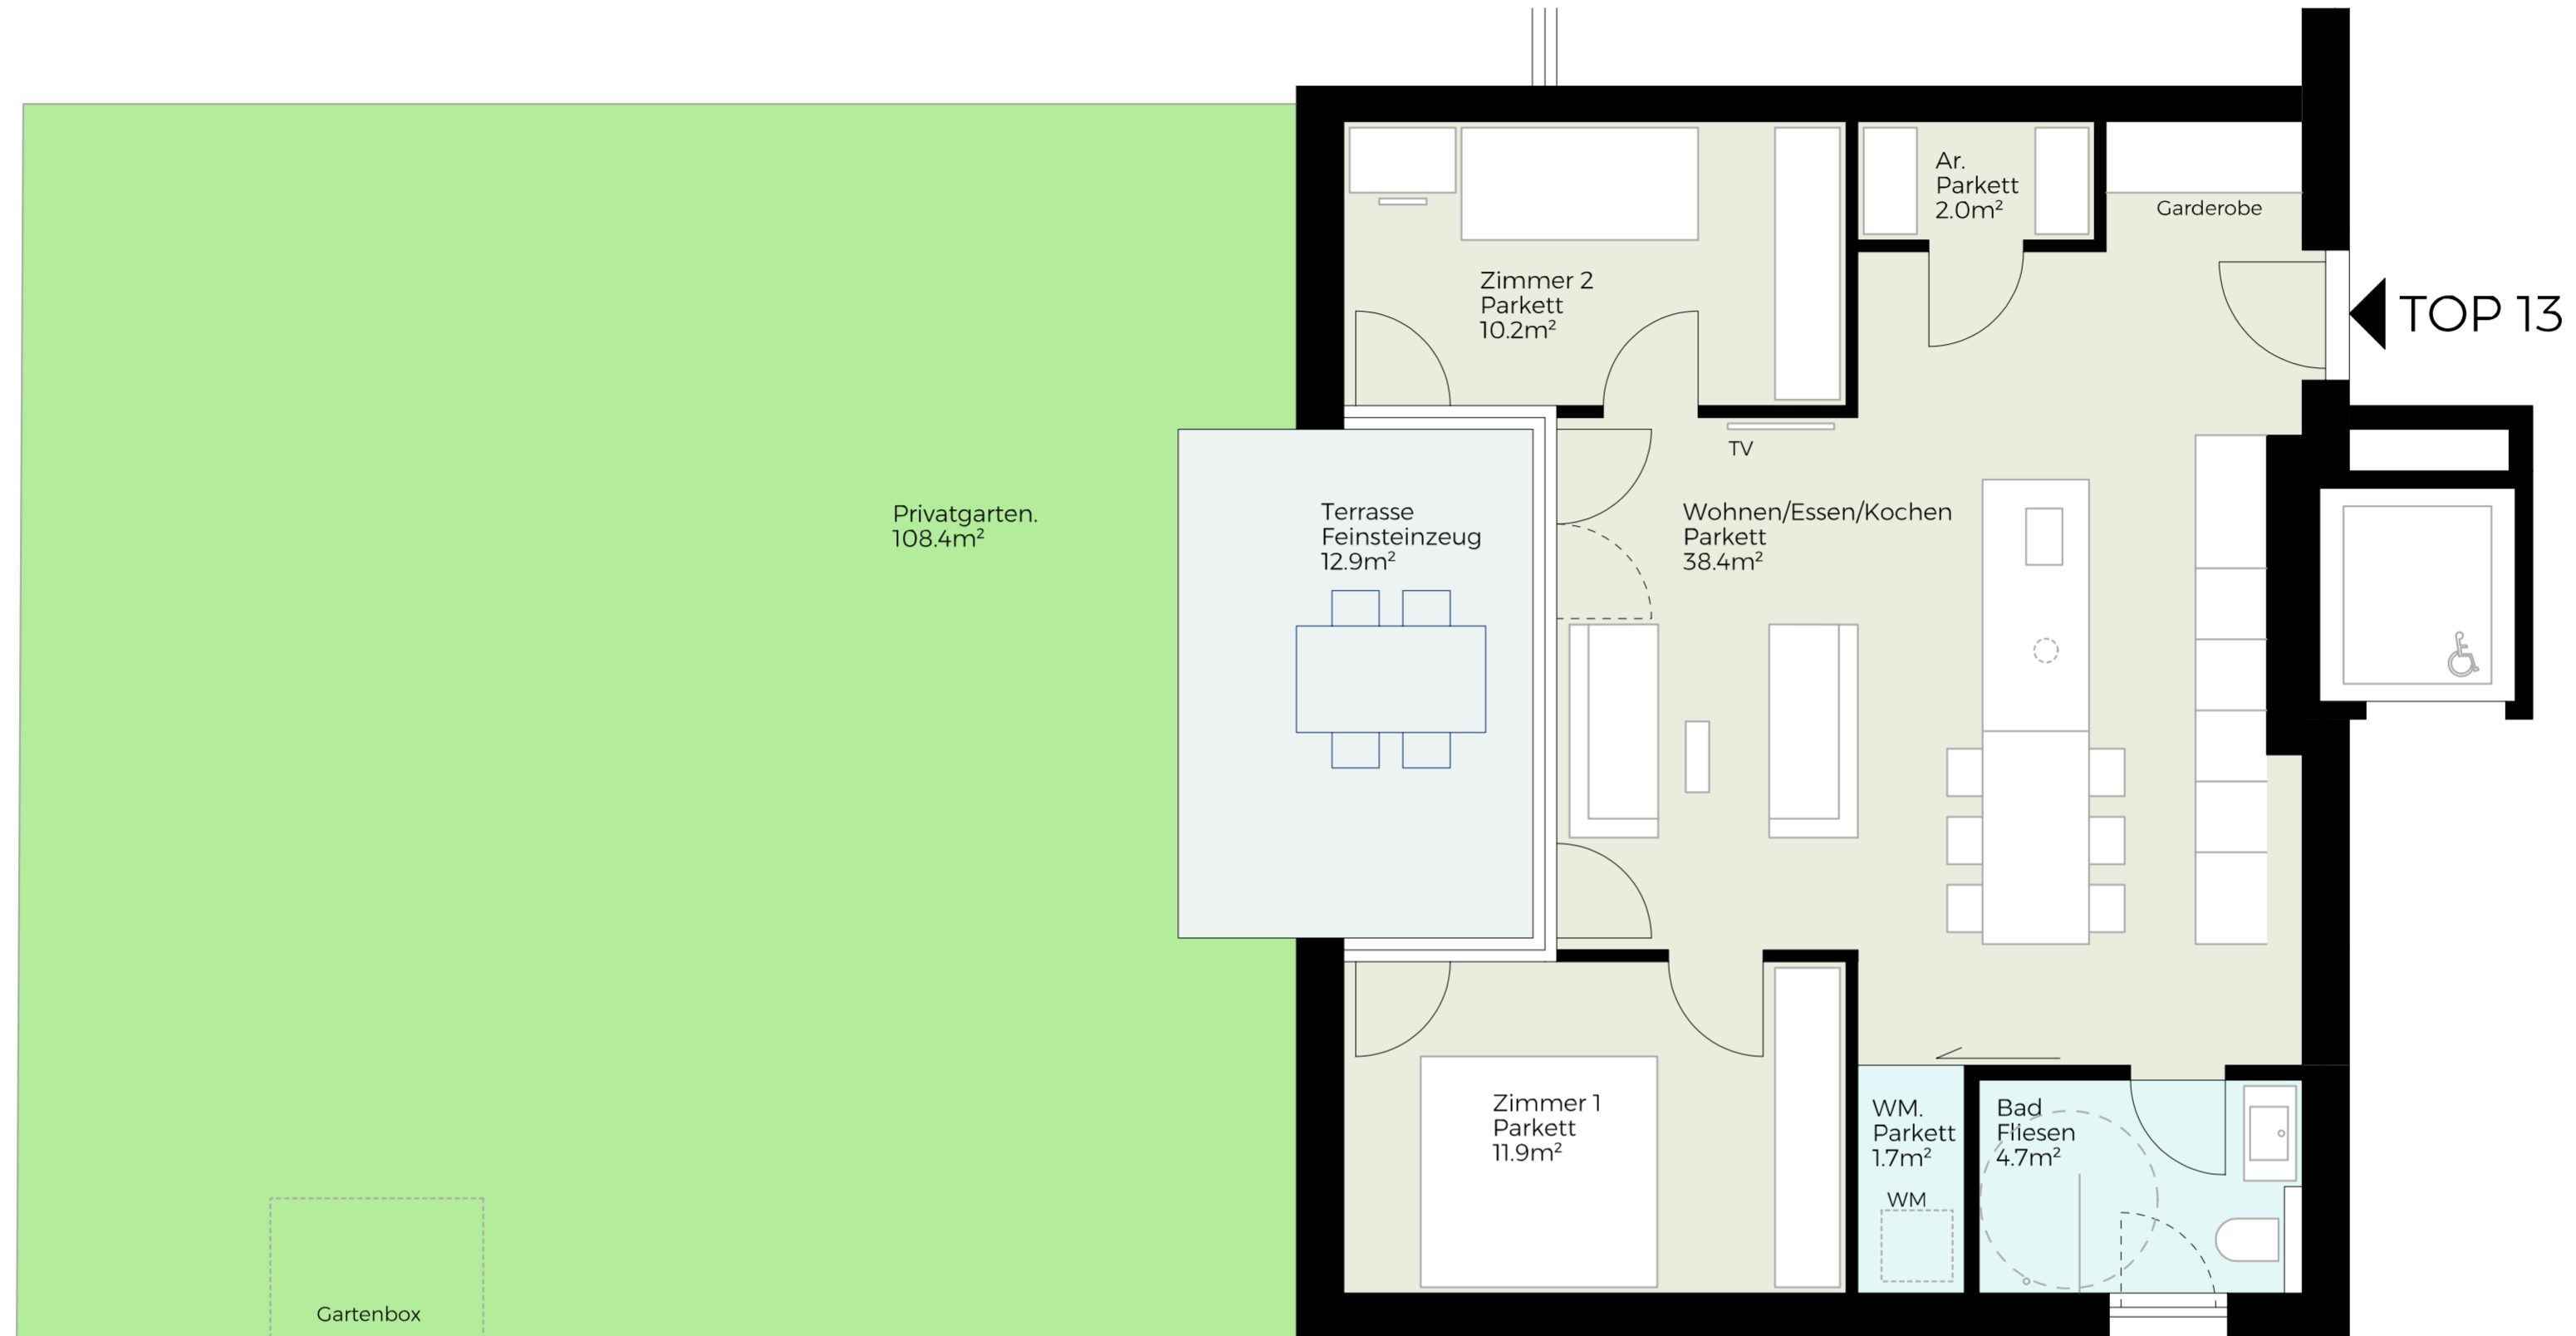 Ar.
Parkett
2.0m²
Garderobe
Zimmer 2
Parkett
10.2m²
TOP 13
TV
Privatgarten.
108.4m²
Terrasse
Feinsteinzeug
12.9m²
Wohnen/Essen/Kochen
Parkett
38.4m²
Zimmer 1
Parkett
11.9m²
WM.
Parkett
1.7m²
WM
Bad
Fliesen
4.7m²
Gartenbox